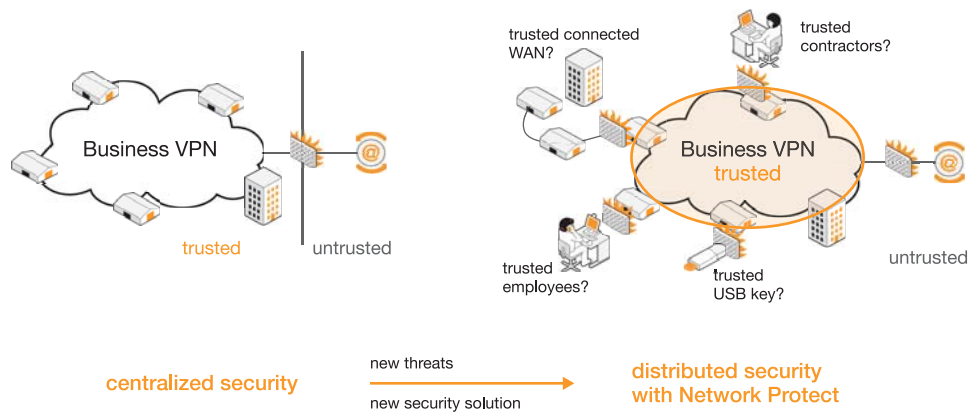 Business VPN
@
trusted
untrusted
trusted connected
WAN?
trusted
contractors?
Business VPN
trusted
@
trusted
employees?
trusted
USB key?
untrusted
centralized security
new threats
new security solution
distributed security
with Network Protect